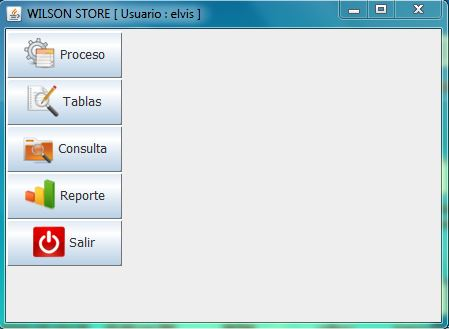 WILSON STORE [ Usuario : elvis ]
Proceso
Tablas
Consulta
Reporte
Salir